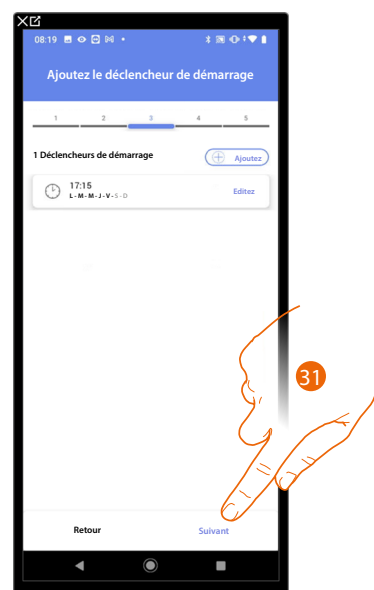 08:19
Ajoutez le déclencheur de démarrage
1 2 3 4 5
1 Déclencheurs de démarrage
Ajoutez
17:15
L-M-M-J-V-S-D
Editez
31
Retour
Suivant